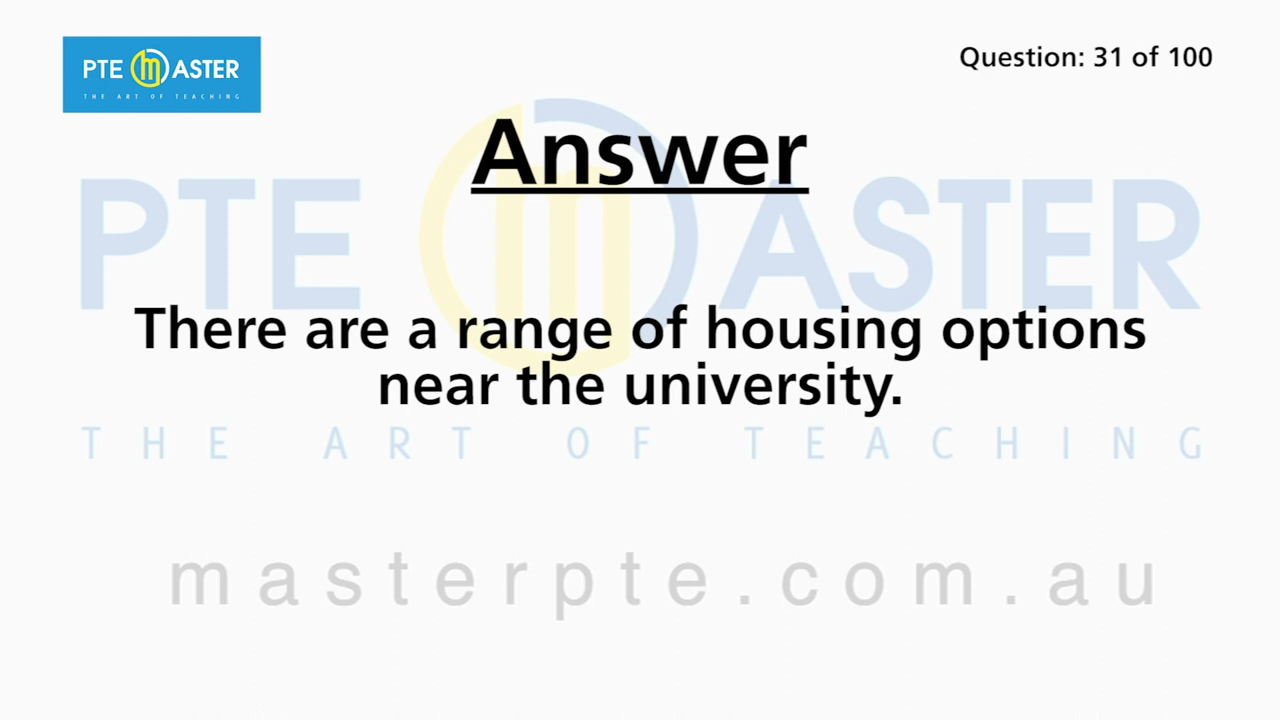 PTE MASTER
THE ART OF TEACHING
Question: 31 of 100
Answer
PTE MASTER
There are a range of housing options
near the university.
THE ART OF TEACHING
masterpte.com.au